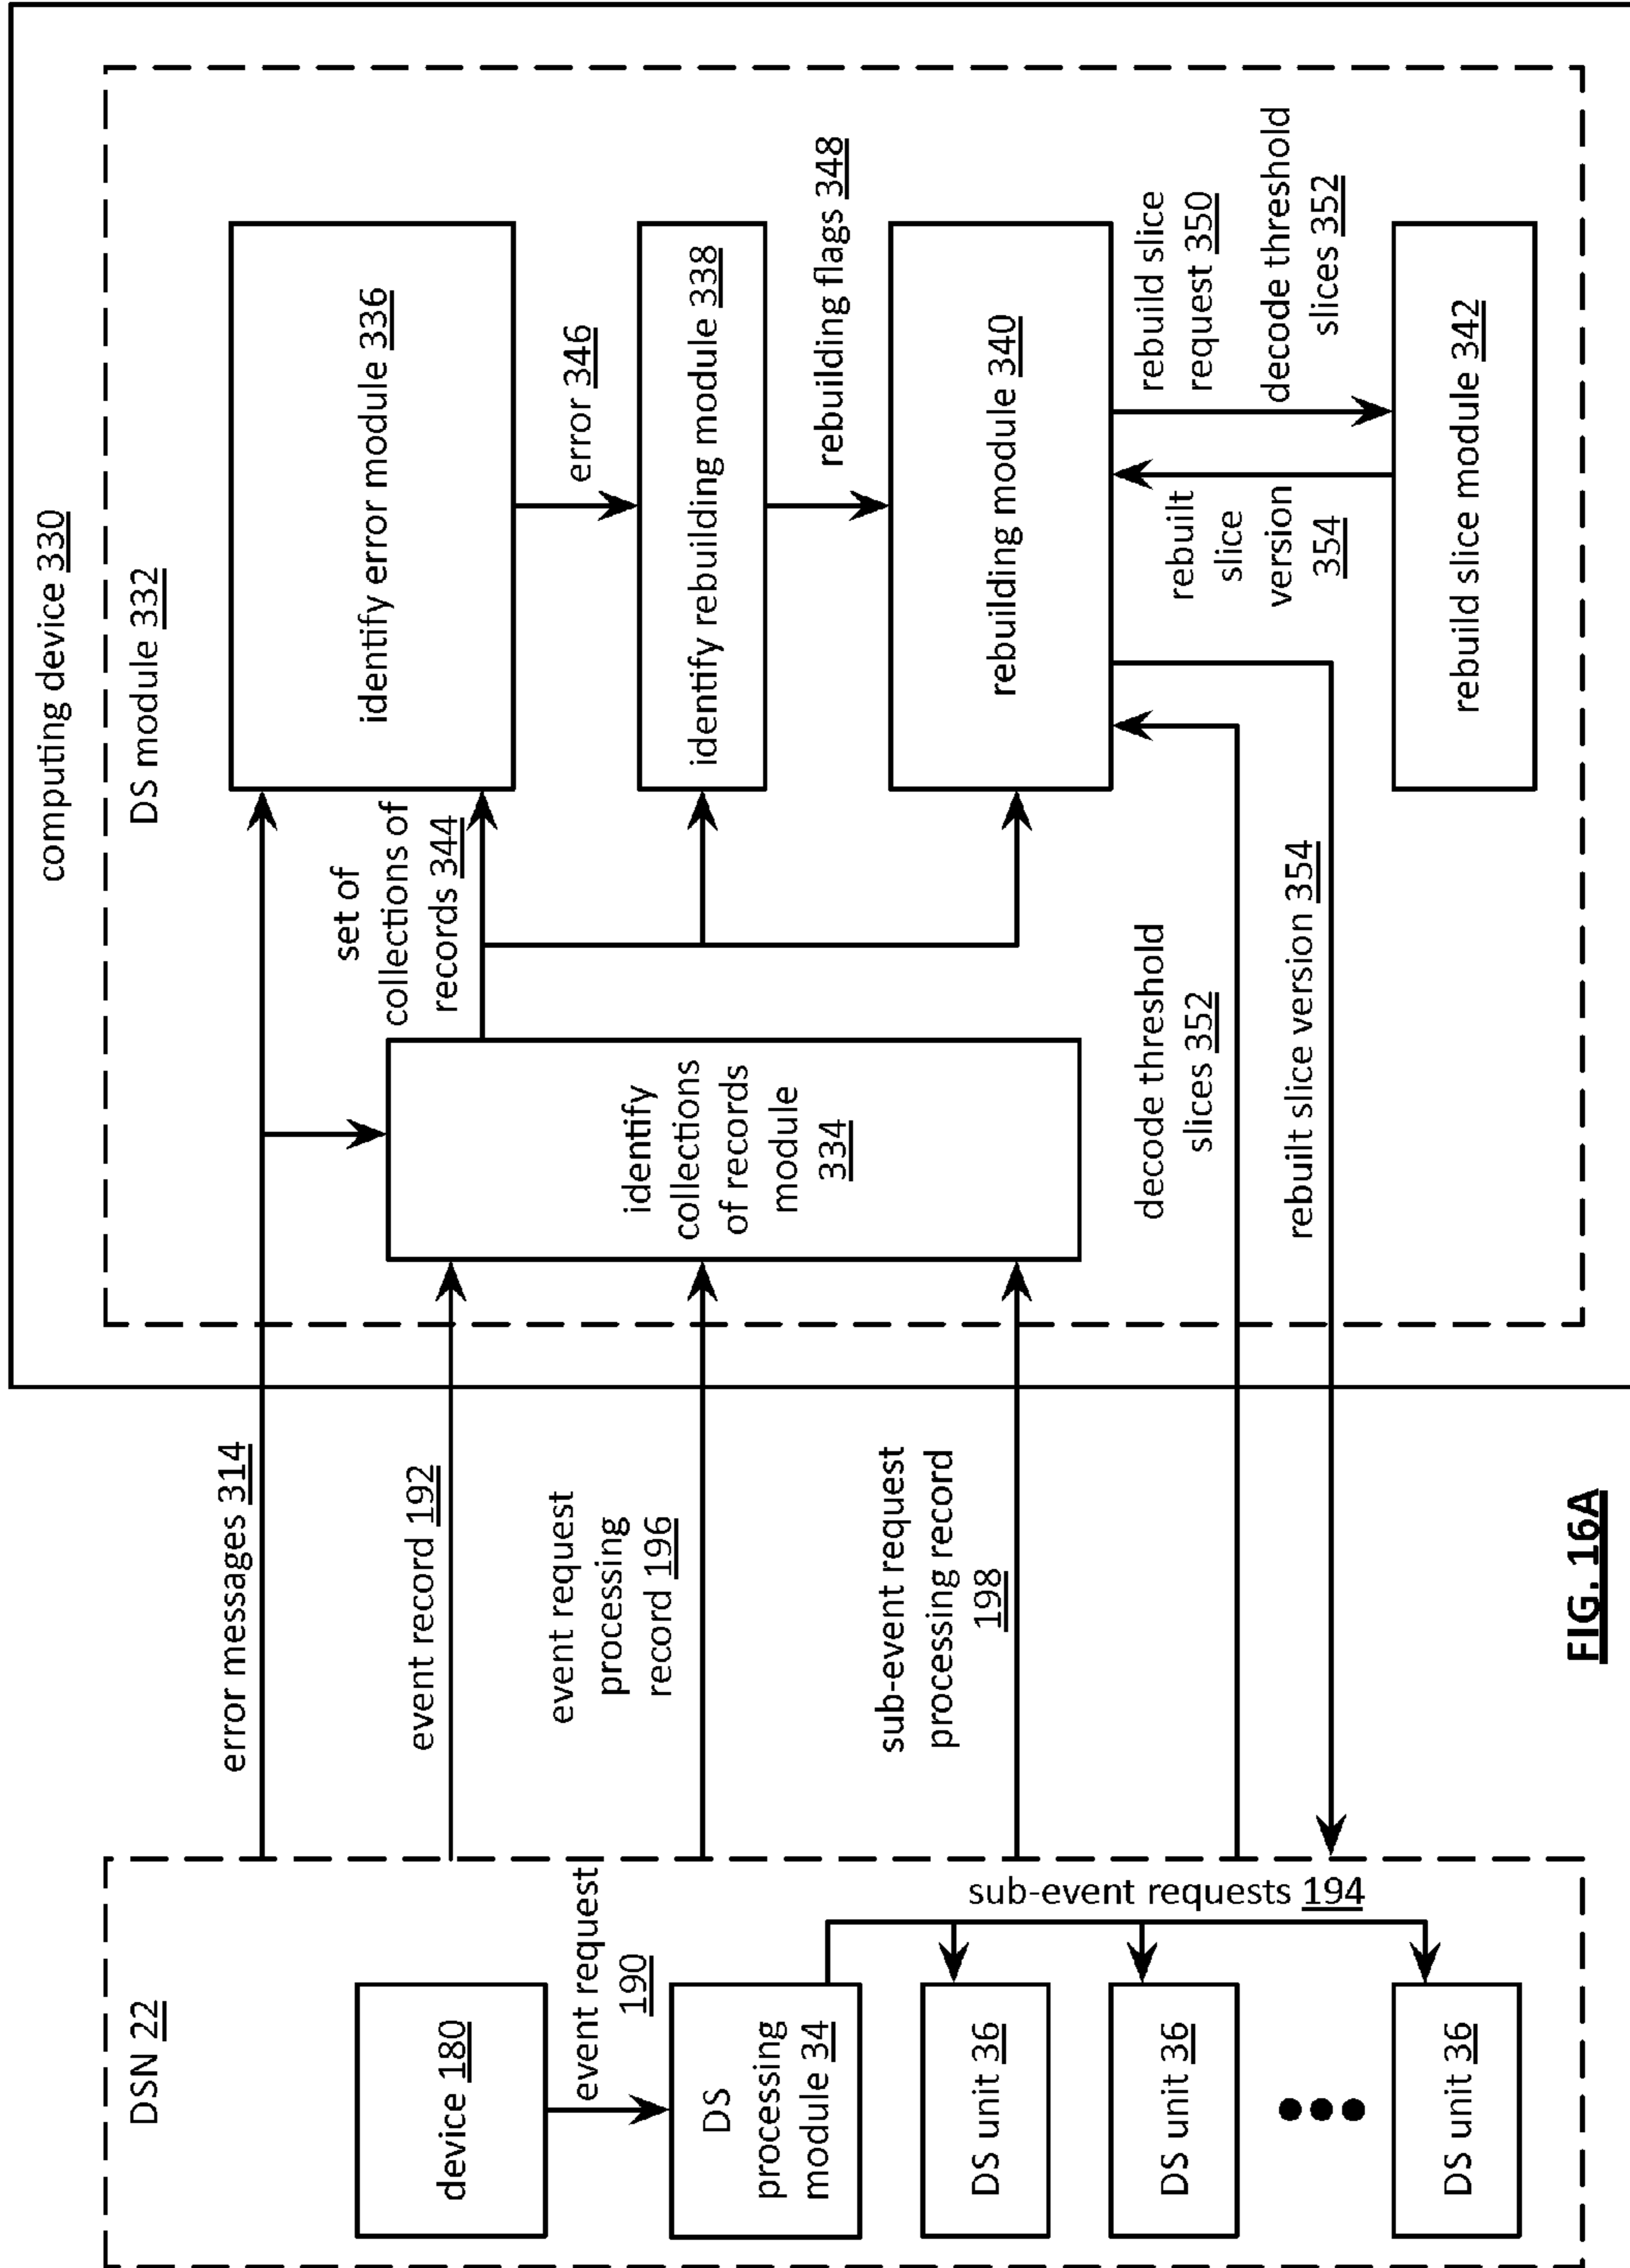 computing device 330
DS module 332
DSN 22
error messages 314
identify error module 336
set of
collections of
records 344
error 346
device 180
event request
190
event record 192
identify
collections
of records
module
334
identify rebuilding module 338
rebuilding flags 348
DS
processing
module 34
event request
processing
record 196
rebuilding module 340
sub-event requests 194
DS unit 36
DS unit 36
DS unit 36
sub-event request
processing record
198
decode threshold
slices 352
rebuilt slice version 354
rebuilt
slice
version
354
rebuild slice
request 350
decode threshold
slices 352
rebuild slice module 342
FIG. 16A